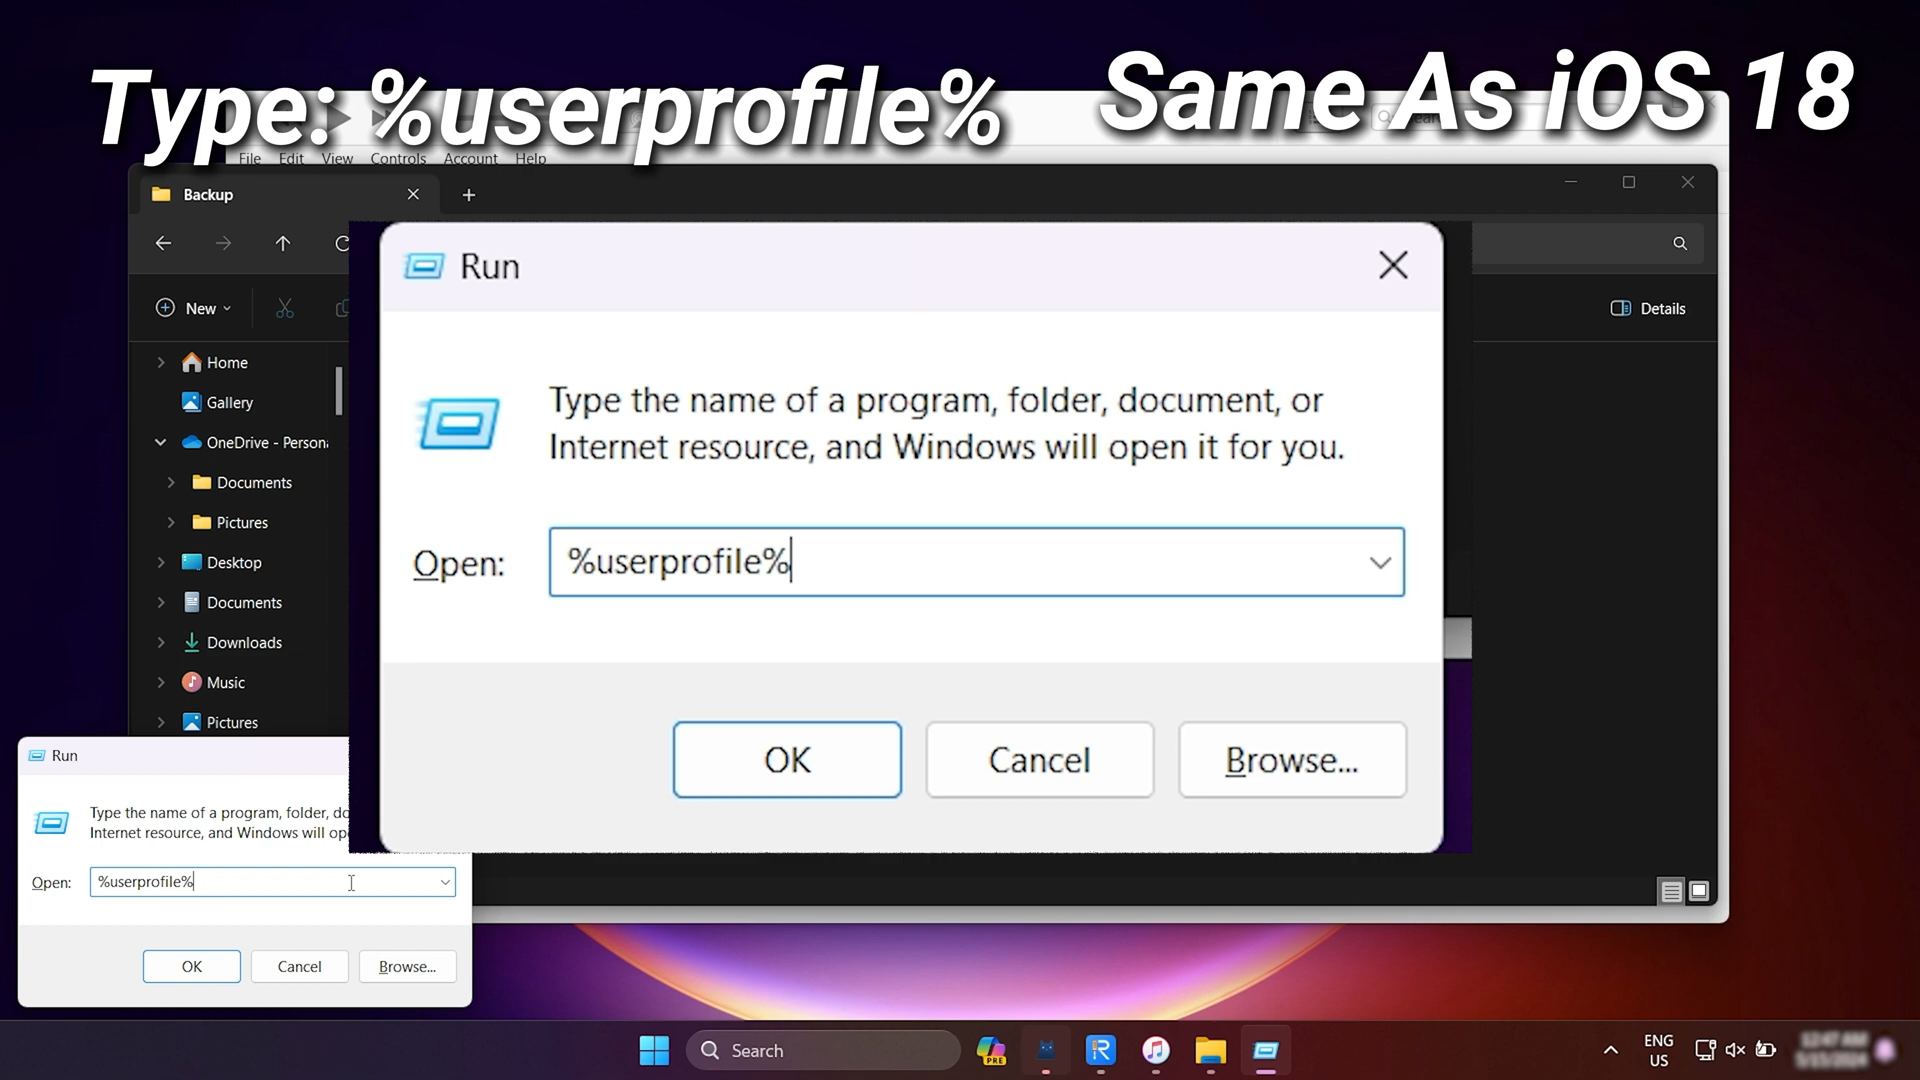 Type: %userprofile%
Same As iOS 18
File Edit View Controls Account Help
Backup
Run
New
Details
Home
Gallery
OneDrive - Persona
Documents
Pictures
Desktop
Documents
Downloads
Music
Pictures
Type the name of a program, folder, document, or
Internet resource, and Windows will open it for you.
Open: %userprofile%
OK Cancel Browse...
Run
Type the name of a program, folder, do
Internet resource, and Windows will op
Open: %userprofile%
OK Cancel Browse...
Search
PRE
ENG
US